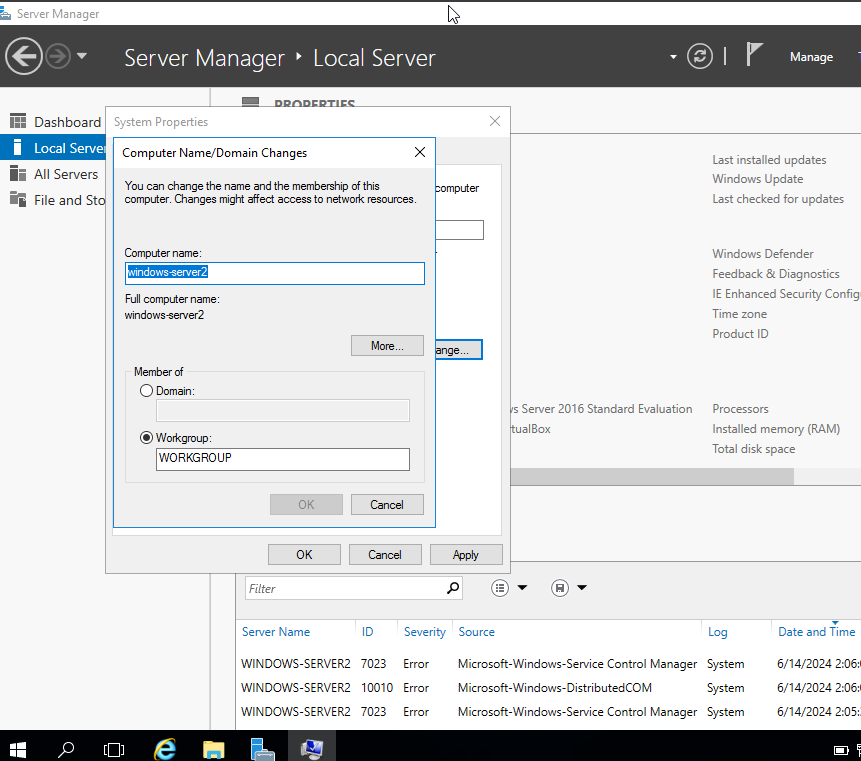 Server Manager
Server Manager ‣ Local Server
Manage
Dashboard
Local Server
All Servers
File and Sto
PROPERTIES
System Properties
computer
ange...
OK
Cancel
Apply
Computer Name/Domain Changes
You can change the name and the membership of this
computer. Changes might affect access to network resources.
Computer name:
windows-server2
Full computer name:
windows-server2
More...
Member of
Domain:
Workgroup:
WORKGROUP
OK
Cancel
Last installed updates
Windows Update
Last checked for updates
Windows Defender
Feedback & Diagnostics
IE Enhanced Security Configu
Time zone
Product ID
vs Server 2016 Standard Evaluation
Processors
rtualBox
Installed memory (RAM)
Total disk space
Filter
Server Name ID Severity Source Log Date and Time
WINDOWS-SERVER2 7023 Error Microsoft-Windows-Service Control Manager System 6/14/2024 2:06:
WINDOWS-SERVER2 10010 Error Microsoft-Windows-DistributedCOM System 6/14/2024 2:06:
WINDOWS-SERVER2 7023 Error Microsoft-Windows-Service Control Manager System 6/14/2024 2:05: